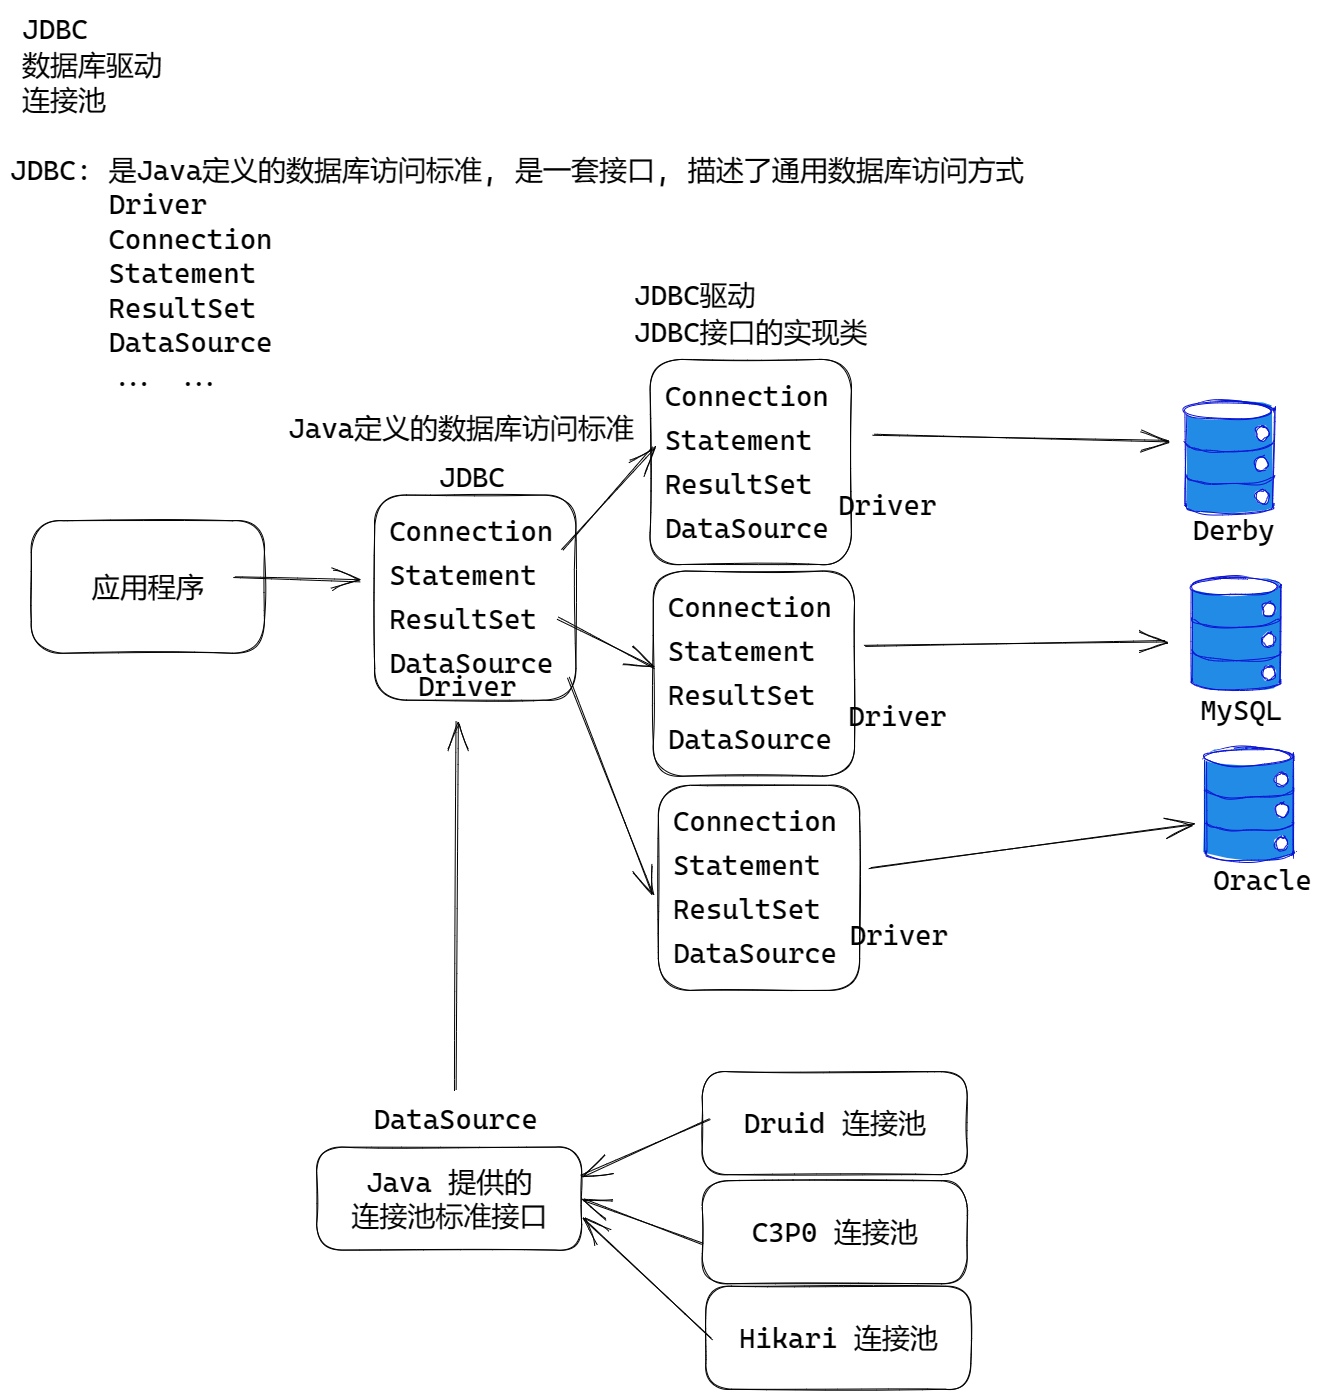 JDBC
数据库驱动
连接池
JDBC: 是Java定义的数据库访问标准, 是一套接口, 描述了通用数据库访问方式
Driver
Connection
Statement
ResultSet
DataSource
... ...
JDBC驱动
JDBC接口的实现类
Connection
Statement
ResultSet
DataSource
Driver
Derby
Java定义的数据库访问标准
JDBC
Connection
Statement
ResultSet
DataSource
Driver
应用程序
Connection
Statement
ResultSet
DataSource
Driver
MySQL
Connection
Statement
ResultSet
DataSource
Driver
Oracle
DataSource
Java 提供的
连接池标准接口
Druid 连接池
C3P0 连接池
Hikari 连接池